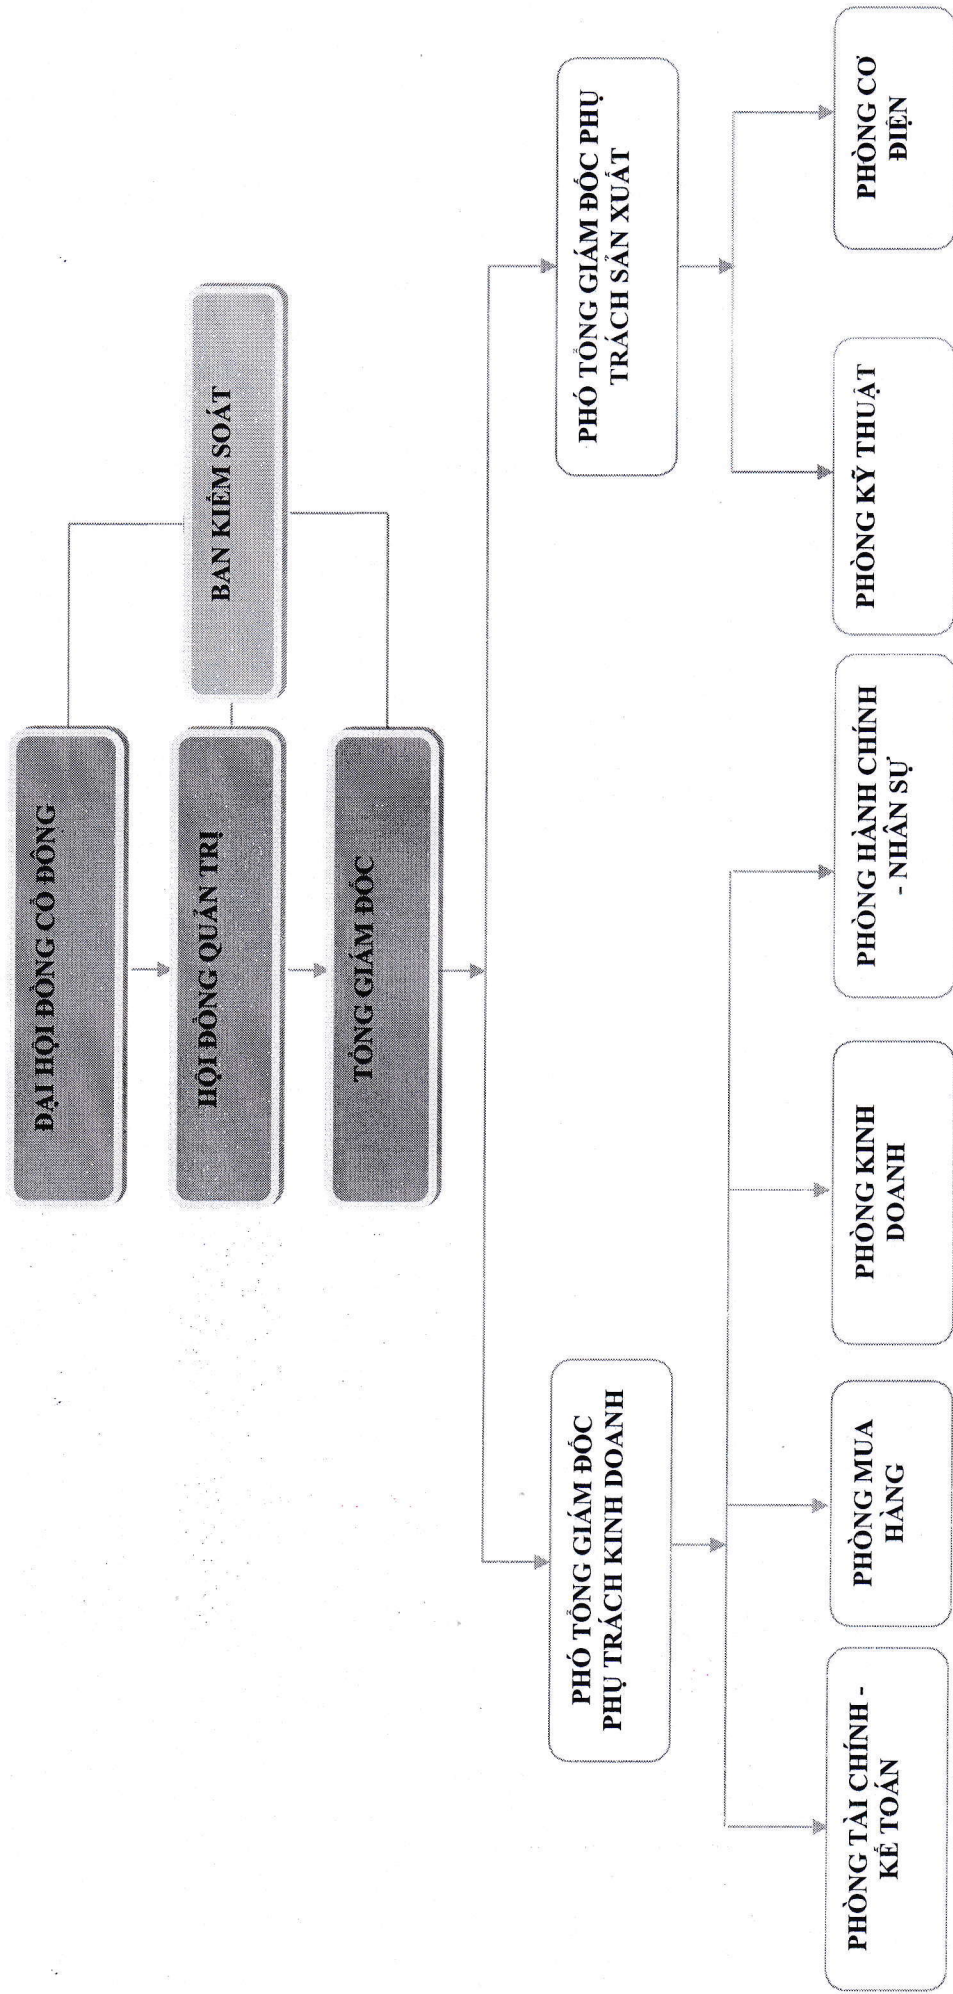 ĐẠI HỘI ĐỒNG CỔ ĐÔNG
HỘI ĐỒNG QUẢN TRỊ
BAN KIỂM SOÁT
TỔNG GIÁM ĐỐC
PHÓ TỔNG GIÁM ĐỐC
PHỤ TRÁCH KINH DOANH
PHÓ TỔNG GIÁM ĐỐC PHỤ
TRÁCH SẢN XUẤT
PHÒNG TÀI CHÍNH -
KẾ TOÁN
PHÒNG MUA
HÀNG
PHÒNG KINH
DOANH
PHÒNG HÀNH CHÍNH
- NHÂN SỰ
PHÒNG KỸ THUẬT
PHÒNG CƠ
ĐIỆN